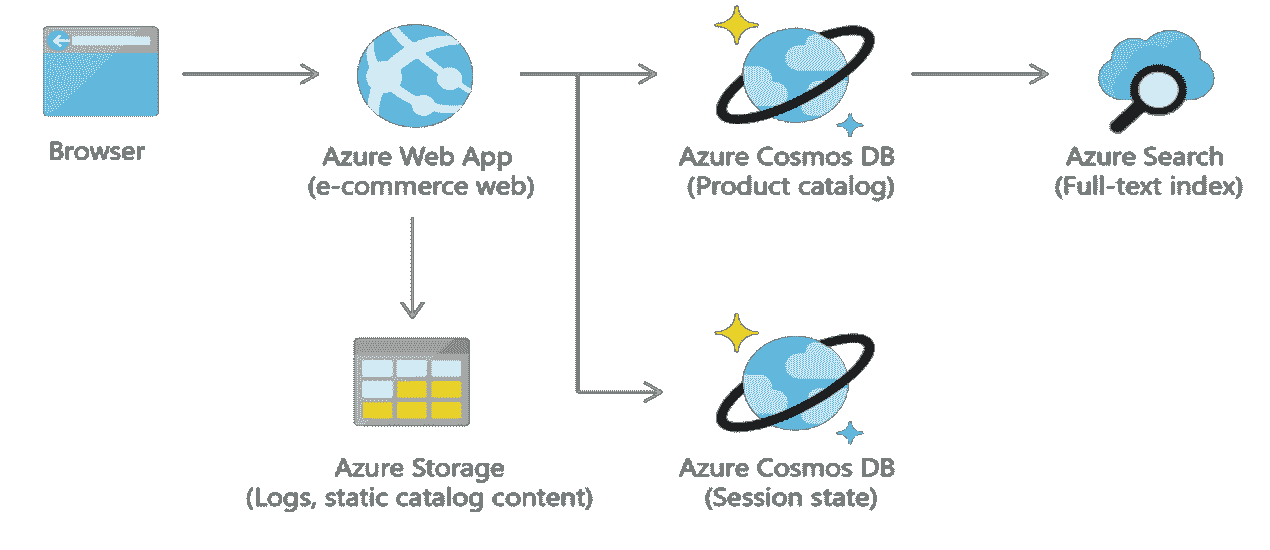 Browser
Azure Web App
(e-commerce web)
Azure Cosmos DB
(Product catalog)
Azure Search
(Full-text index)
Azure Storage
(Logs, static catalog content)
Azure Cosmos DB
(Session state)